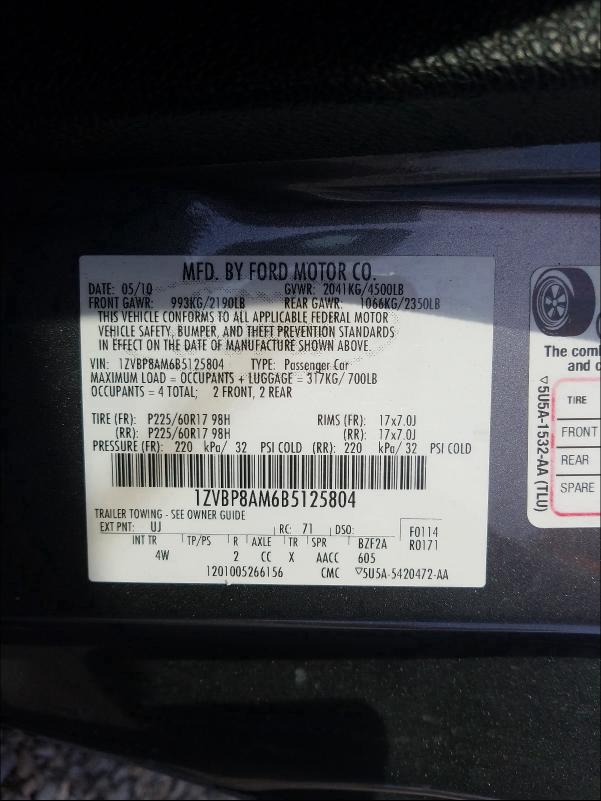 MFD. BY FORD MOTOR CO.
DATE: 05/10 GVWR: 2041KG/4500LB
FRONT GAWR: 993KG/2190LB REAR GAWR: 1066KG/2350LB
THIS VEHICLE CONFORMS TO ALL APPLICABLE FEDERAL MOTOR
VEHICLE SAFETY, BUMPER, AND THEFT PREVENTION STANDARDS
IN EFFECT ON THE DATE OF MANUFACTURE SHOWN ABOVE.
VIN: 1ZVBP8AM6B5125804 TYPE: Passenger Car
MAXIMUM LOAD = OCCUPANTS + LUGGAGE = 317KG/ 700LB
OCCUPANTS = 4 TOTAL; 2 FRONT, 2 REAR
TIRE (FR): P225/60R17 98H RIMS (FR): 17x7.0J
(RR): P225/60R17 98H (RR): 17x7.0J
PRESSURE (FR): 220 kPa/ 32 PSI COLD (RR): 220 kPa/ 32 PSI COLD
1ZVBP8AM6B5125804
TRAILER TOWING - SEE OWNER GUIDE
EXT PNT: UJ RC: 71 DSO: F0114
INT TR TP/PS R AXLE TR SPR BZF2A R0171
4W 2 CC X AACC 605
1201005266156 CMC ▽5U5A-5420472-AA
▽5U5A-1532-AA (TLU)
The comb
and c
TIRE
FRONT
REAR
SPARE